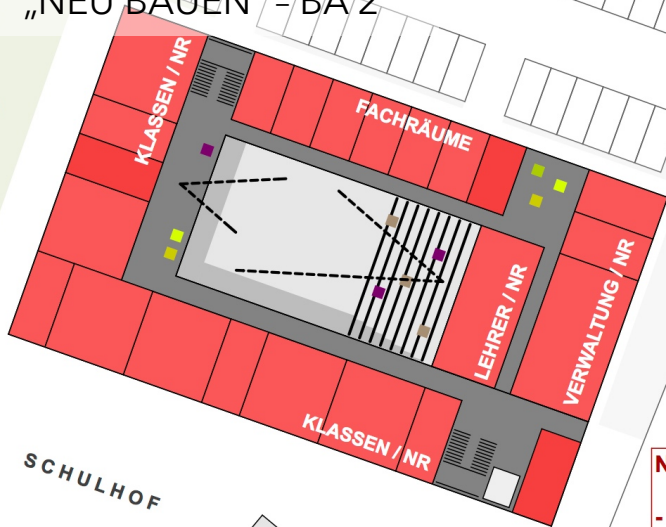 „NEU BAUEN“ – BA 2
KLASSEN / NR
FACHRÄUME
LEHRER / NR
VERWALTUNG / NR
KLASSEN / NR
SCHULHOF